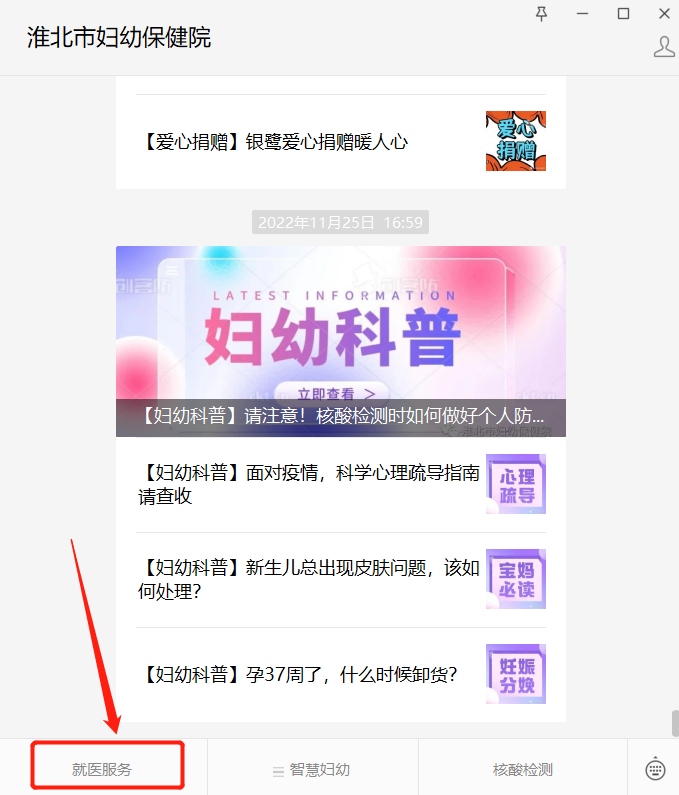 淮北市妇幼保健院
【爱心捐赠】银鹭爱心捐赠暖人心
爱心
捐赠
2022年11月25日 16:59
LATEST INFORMATION
妇幼科普
立即查看 >
【妇幼科普】请注意！核酸检测时如何做好个人防...
【妇幼科普】面对疫情，科学心理疏导指南
请查收
心理
疏导
【妇幼科普】新生儿总出现皮肤问题，该如
何处理？
宝妈
必读
【妇幼科普】孕37周了，什么时候卸货？
妊娠
分娩
就医服务
智慧妇幼
核酸检测